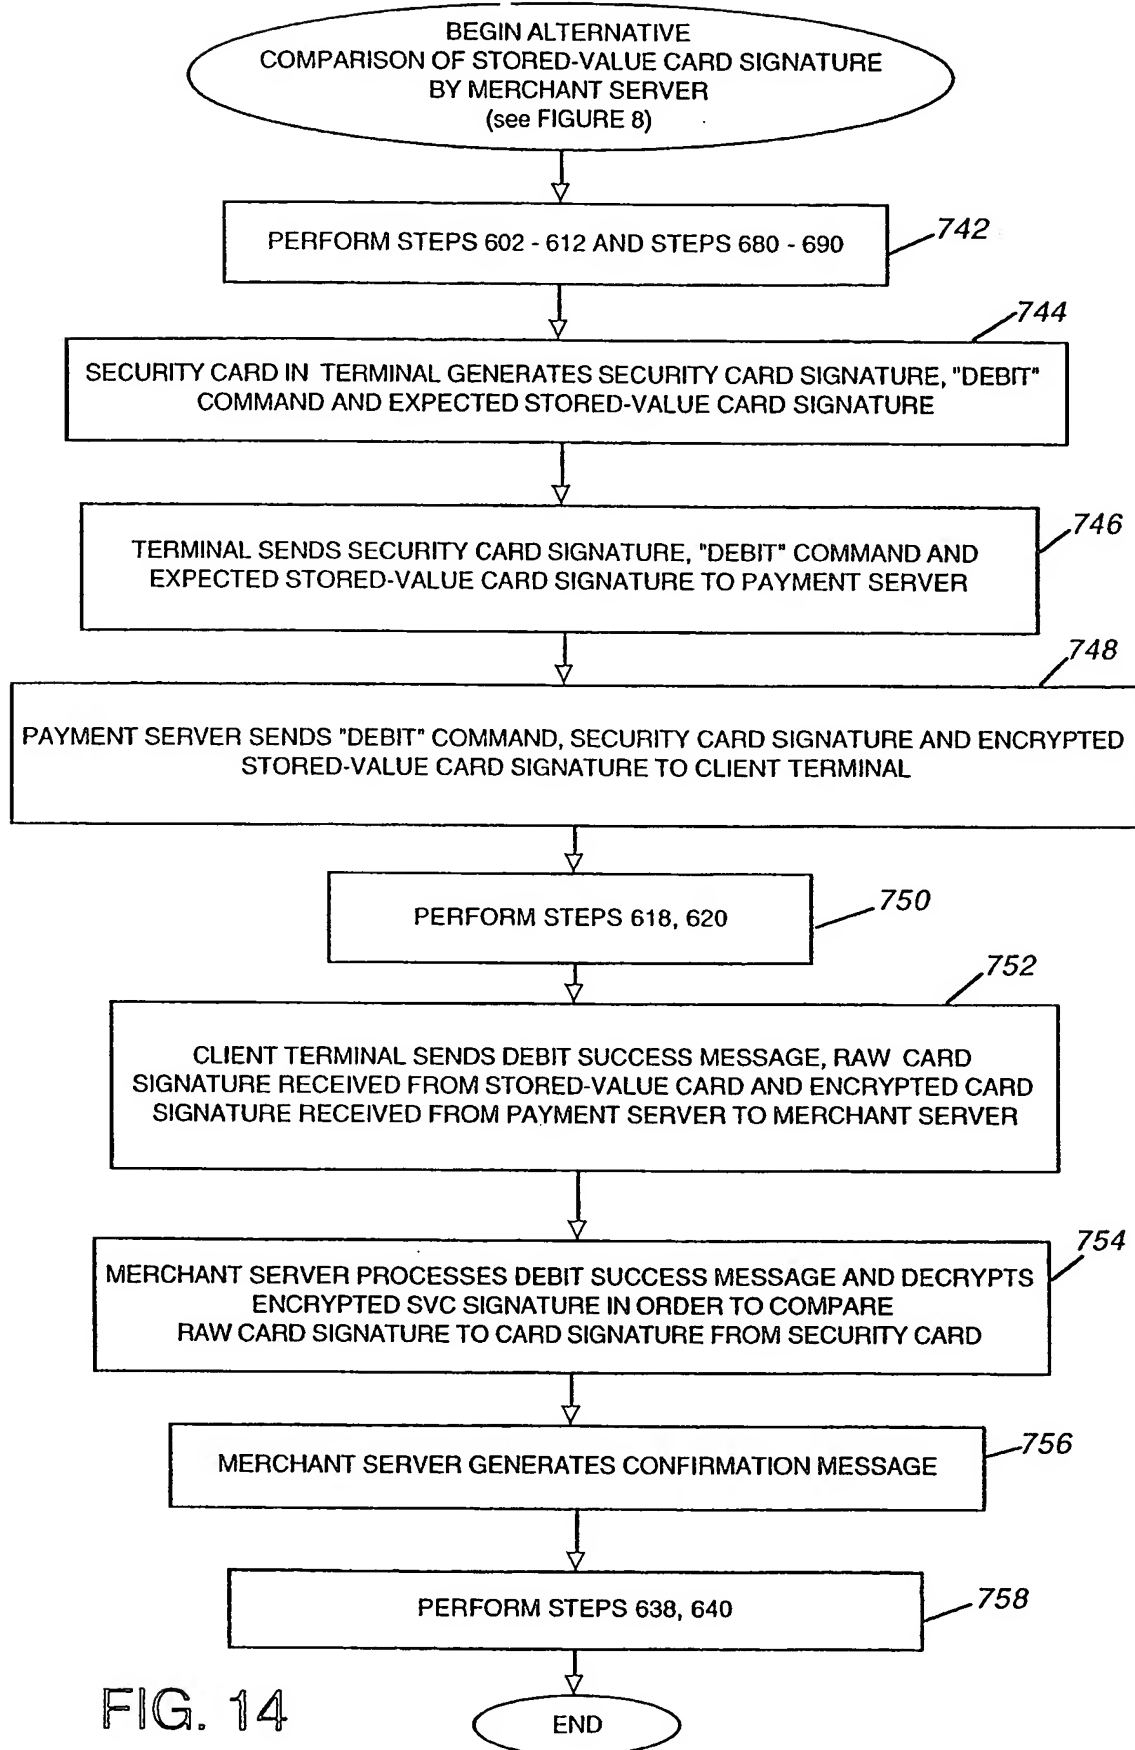 BEGIN ALTERNATIVE
COMPARISON OF STORED-VALUE CARD SIGNATURE
BY MERCHANT SERVER
(see FIGURE 8)
PERFORM STEPS 602 - 612 AND STEPS 680 - 690
742
744
SECURITY CARD IN TERMINAL GENERATES SECURITY CARD SIGNATURE, "DEBIT"
COMMAND AND EXPECTED STORED-VALUE CARD SIGNATURE
746
TERMINAL SENDS SECURITY CARD SIGNATURE, "DEBIT" COMMAND AND
EXPECTED STORED-VALUE CARD SIGNATURE TO PAYMENT SERVER
748
PAYMENT SERVER SENDS "DEBIT" COMMAND, SECURITY CARD SIGNATURE AND ENCRYPTED
STORED-VALUE CARD SIGNATURE TO CLIENT TERMINAL
PERFORM STEPS 618, 620
750
752
CLIENT TERMINAL SENDS DEBIT SUCCESS MESSAGE, RAW CARD
SIGNATURE RECEIVED FROM STORED-VALUE CARD AND ENCRYPTED CARD
SIGNATURE RECEIVED FROM PAYMENT SERVER TO MERCHANT SERVER
754
MERCHANT SERVER PROCESSES DEBIT SUCCESS MESSAGE AND DECRYPTS
ENCRYPTED SVC SIGNATURE IN ORDER TO COMPARE
RAW CARD SIGNATURE TO CARD SIGNATURE FROM SECURITY CARD
756
MERCHANT SERVER GENERATES CONFIRMATION MESSAGE
PERFORM STEPS 638, 640
758
FIG. 14
END